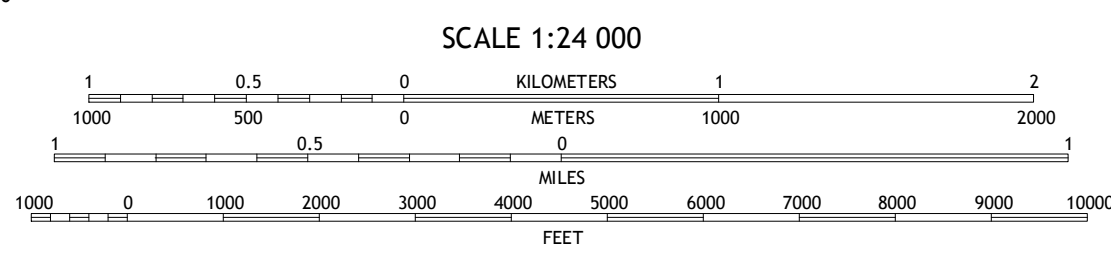 SCALE 1:24 000
1 0.5 0 KILOMETERS 1 2
1000 500 0 METERS 1000 2000
1 0.5 0 1
MILES
1000 0 1000 2000 3000 4000 5000 6000 7000 8000 9000 10000
FEET